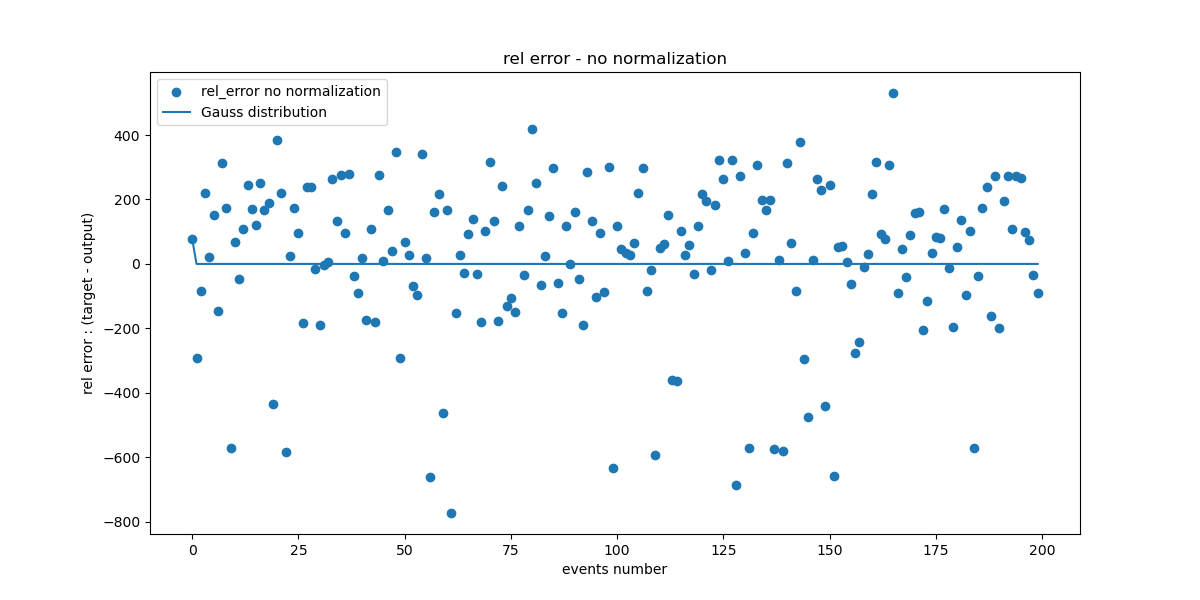 rel error - no normalization
rel_error no normalization
Gauss distribution
rel error : (target - output)
400
200
0
−200
−400
−600
−800
0 25 50 75 100 125 150 175 200
events number